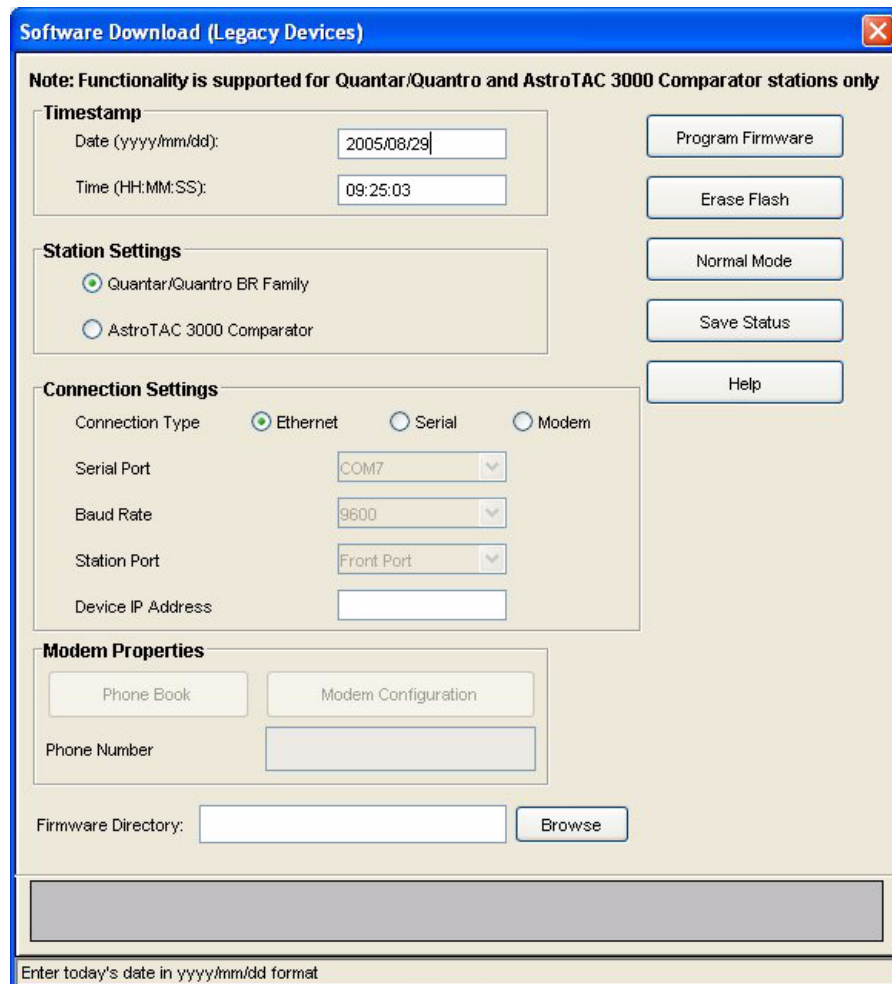 Software Download (Legacy Devices)
Note: Functionality is supported for Quantar/Quantro and AstroTAC 3000 Comparator stations only
Timestamp
Date (yyyy/mm/dd): 2005/08/29
Time (HH:MM:SS): 09:25:03
Program Firmware
Erase Flash
Normal Mode
Save Status
Help
Station Settings
Quantar/Quantro BR Family
AstroTAC 3000 Comparator
Connection Settings
Connection Type Ethernet Serial Modem
Serial Port COM7
Baud Rate 9600
Station Port Front Port
Device IP Address
Modem Properties
Phone Book Modem Configuration
Phone Number
Firmware Directory: Browse
Enter today's date in yyyy/mm/dd format